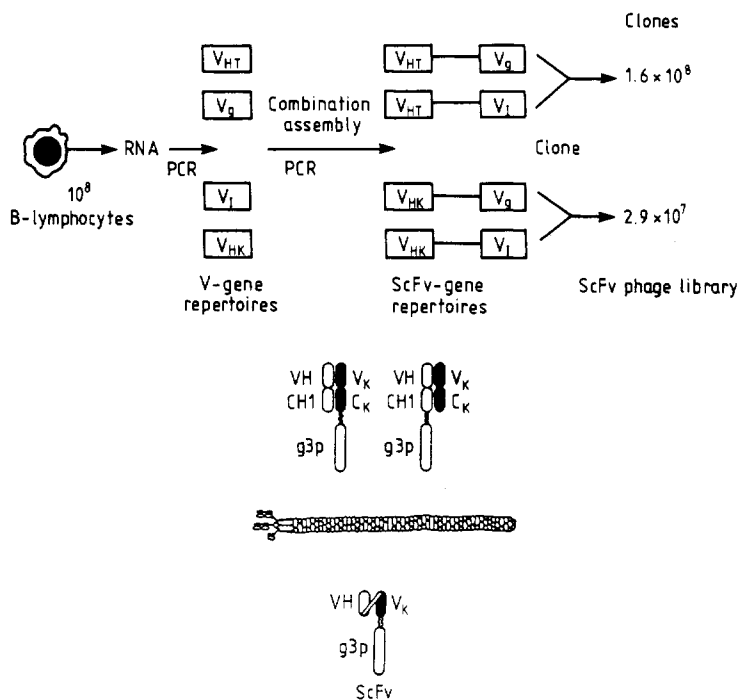 Clones
V_HT
V_HT V_g
1.6 × 10⁸
V_g
Combination
assembly
V_HT V_I
RNA
PCR
PCR
Clone
10⁸
B-lymphocytes
V_I
V_HK V_g
2.9 × 10⁷
V_HK
V_HK V_I
V-gene
repertoires
ScFv-gene
repertoires
ScFv phage library
VH V_K VH V_K
CH1 C_K CH1 C_K
g3p g3p
VH V_K
g3p
ScFv